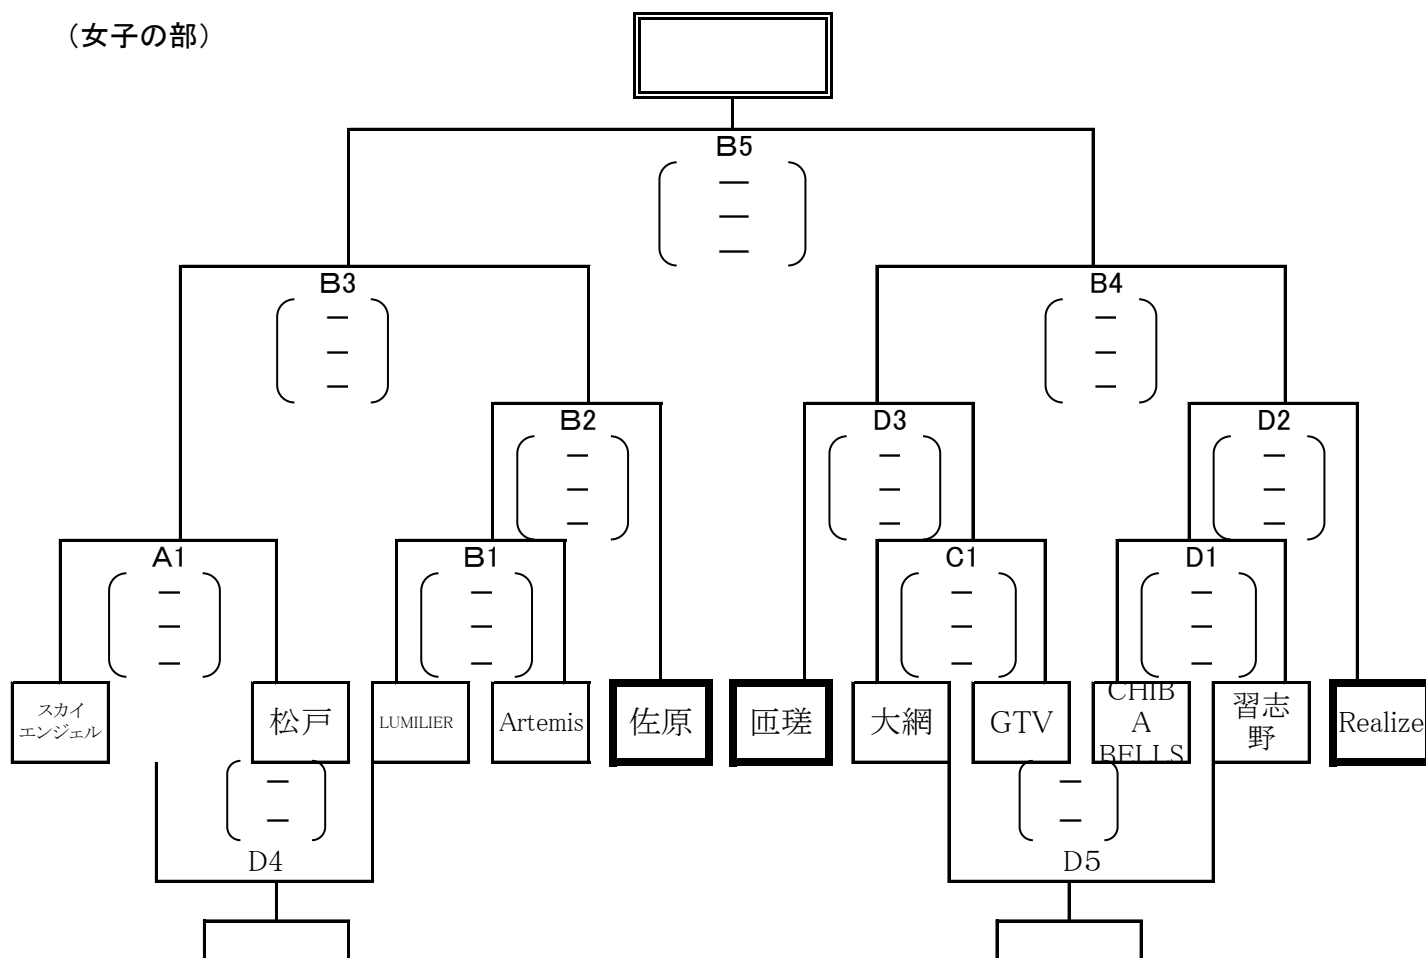 （女子の部）
B5
B3
B4
B2
D3
D2
A1
B1
C1
D1
スカイ
エンジェル
松戸
LUMILIER
Artemis
佐原
匝瑳
大網
GTV
CHIB
A
BELLS
習志
野
Realize
D4
D5